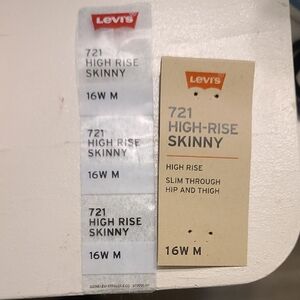 Levi's
721
HIGH RISE
SKINNY
16W M
721
HIGH RISE
SKINNY
16W M
721
HIGH RISE
SKINNY
16W M
Levi's
721
HIGH-RISE
SKINNY
HIGH RISE
SLIM THROUGH
HIP AND THIGH
16W M